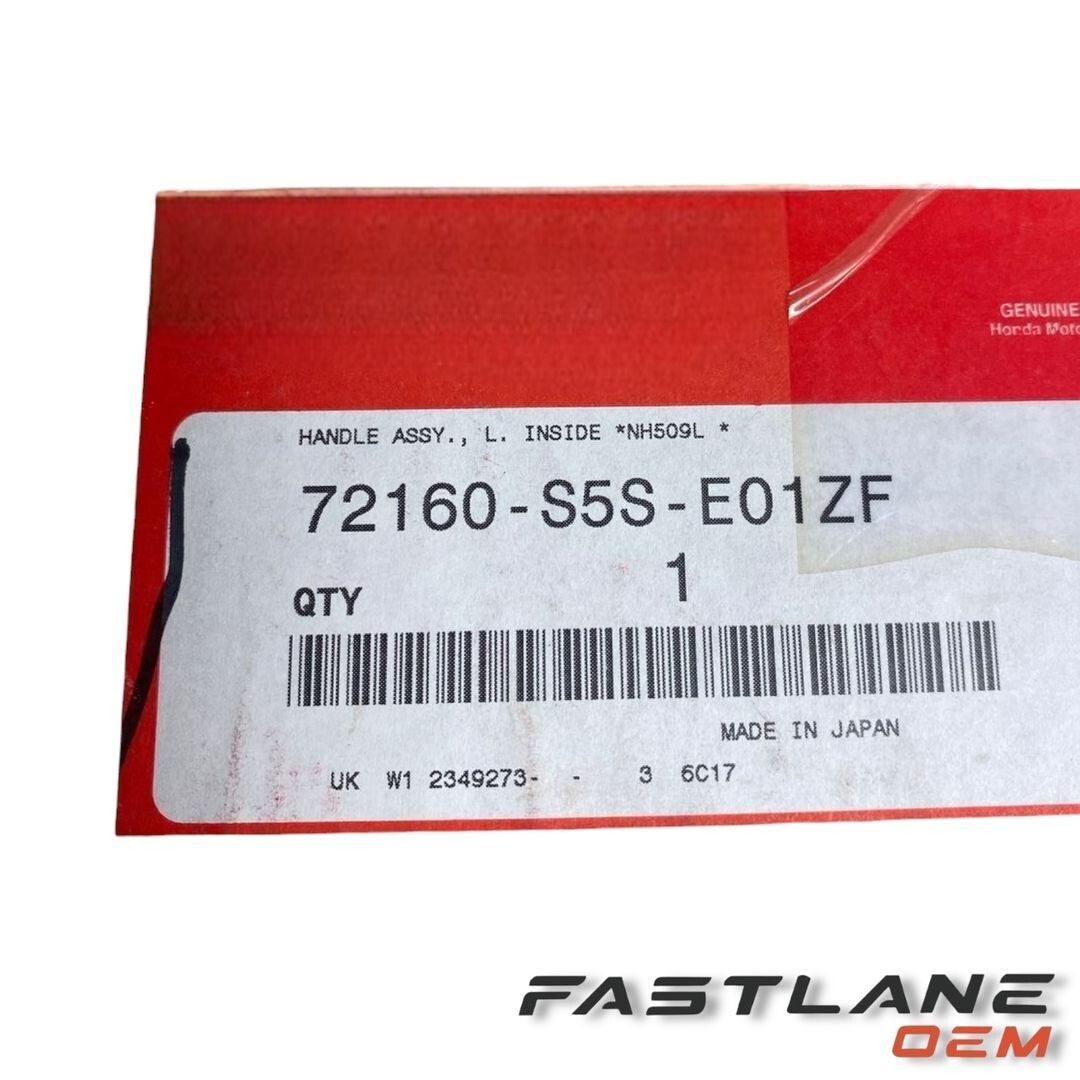 GENUINE
Honda Moto
HANDLE ASSY., L. INSIDE *NH509L *
72160-S5S-E01ZF
QTY 1
MADE IN JAPAN
UK W1 2349273- - 3 6C17
FASTLANE
OEM